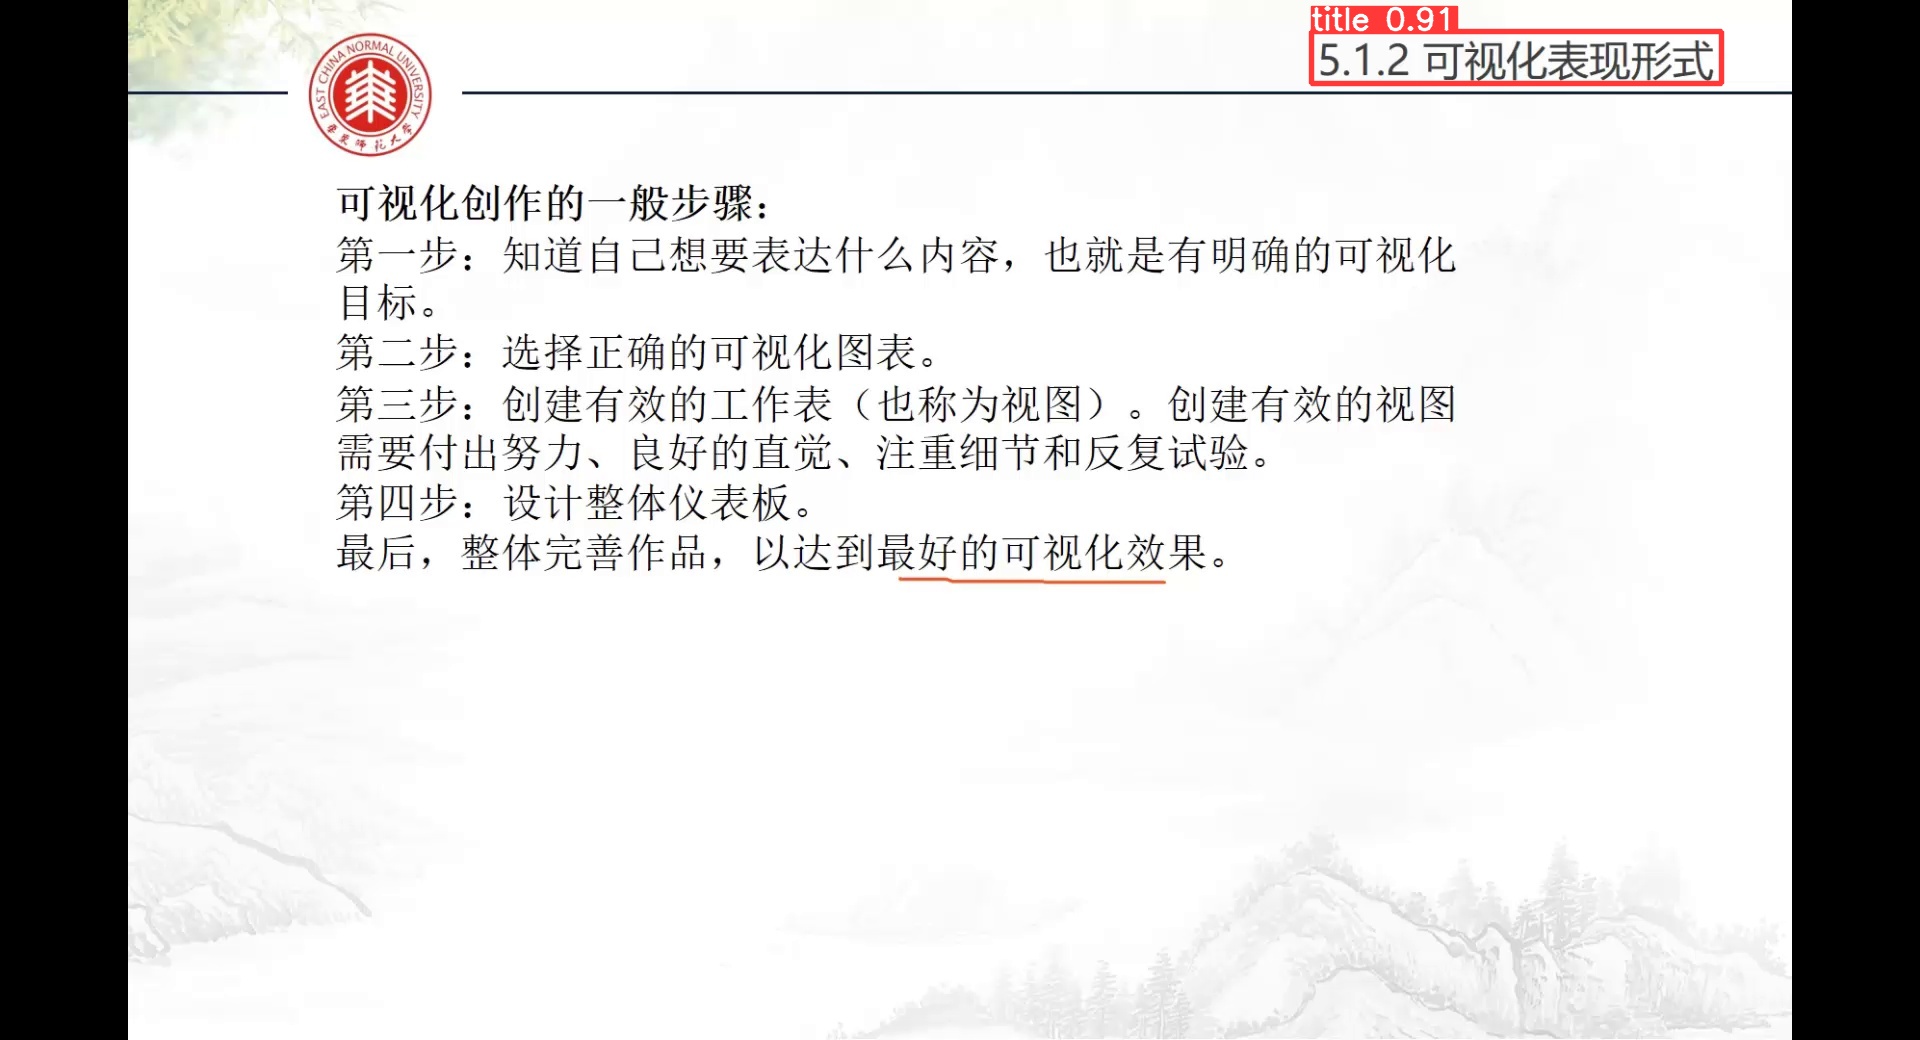 title 0.91
5.1.2 可视化表现形式
EAST CHINA NORMAL UNIVERSITY
华东师范大学
可视化创作的一般步骤：
第一步：知道自己想要表达什么内容，也就是有明确的可视化
目标。
第二步：选择正确的可视化图表。
第三步：创建有效的工作表（也称为视图）。创建有效的视图
需要付出努力、良好的直觉、注重细节和反复试验。
第四步：设计整体仪表板。
最后，整体完善作品，以达到最好的可视化效果。